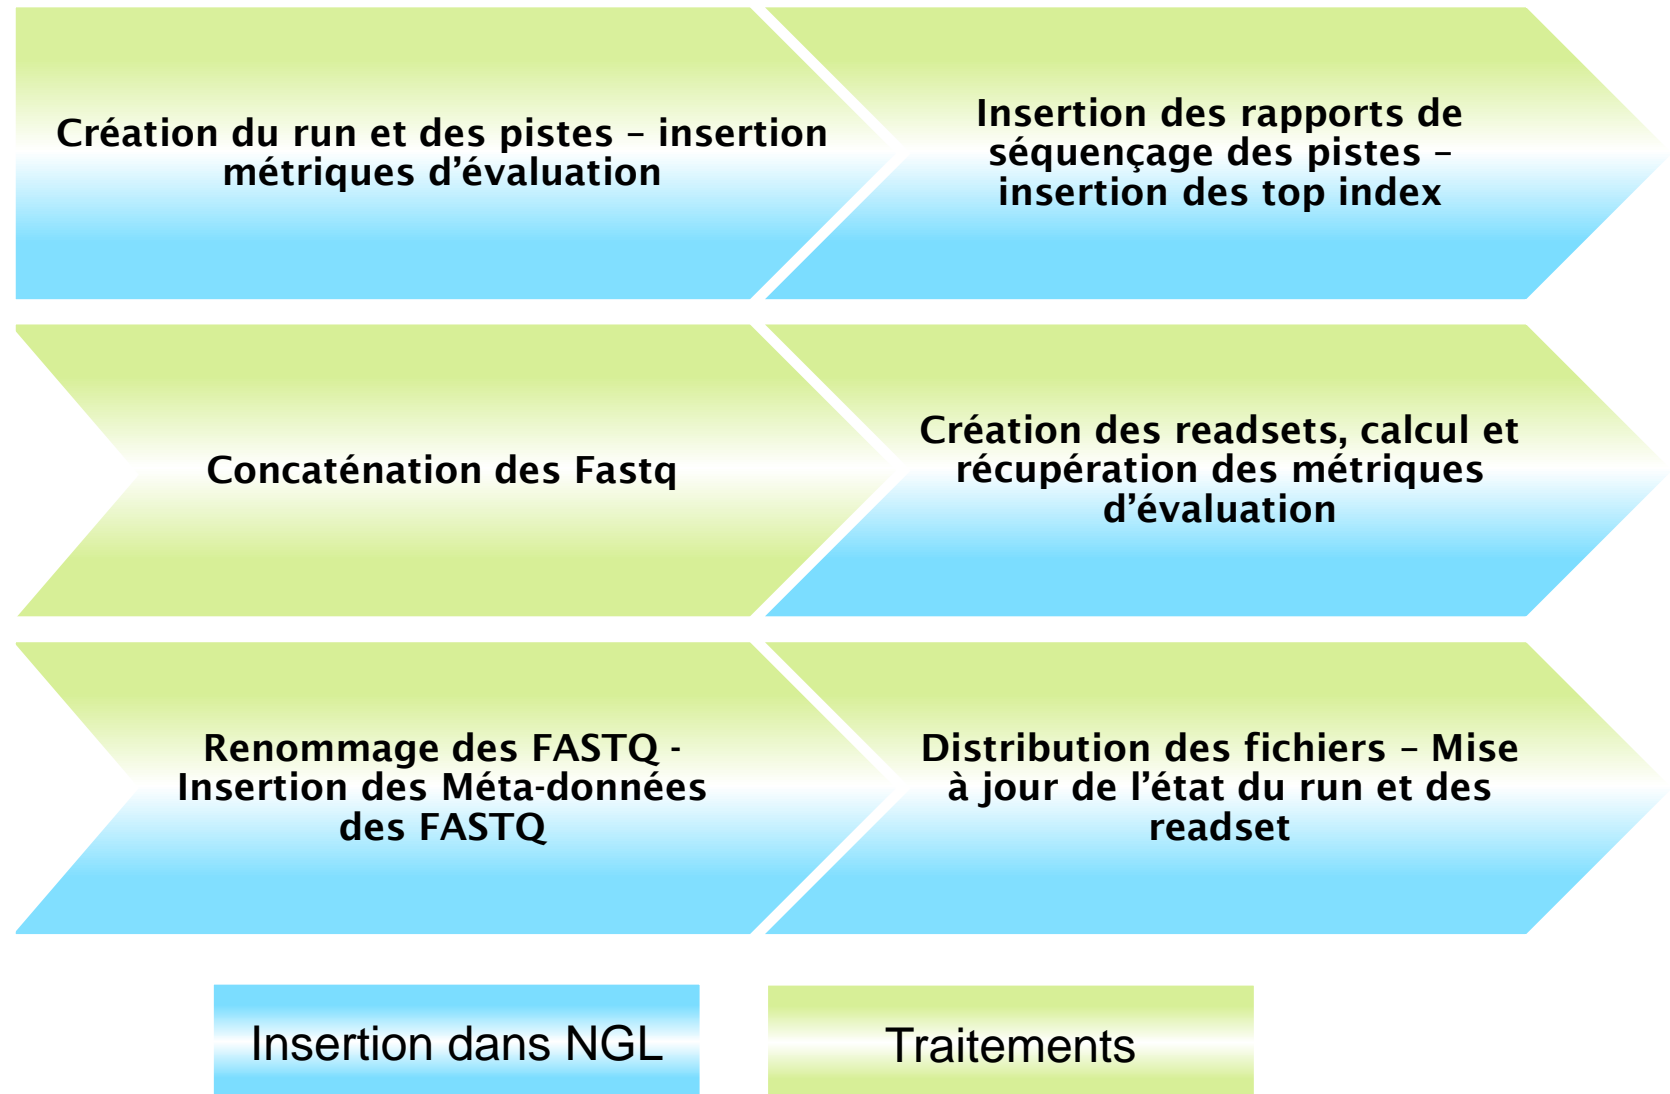 Création du run et des pistes – insertion
métriques d’évaluation
Insertion des rapports de
séquençage des pistes –
insertion des top index
Concaténation des Fastq
Création des readsets, calcul et
récupération des métriques
d’évaluation
Renommage des FASTQ -
Insertion des Méta-données
des FASTQ
Distribution des fichiers – Mise
à jour de l’état du run et des
readset
Insertion dans NGL
Traitements